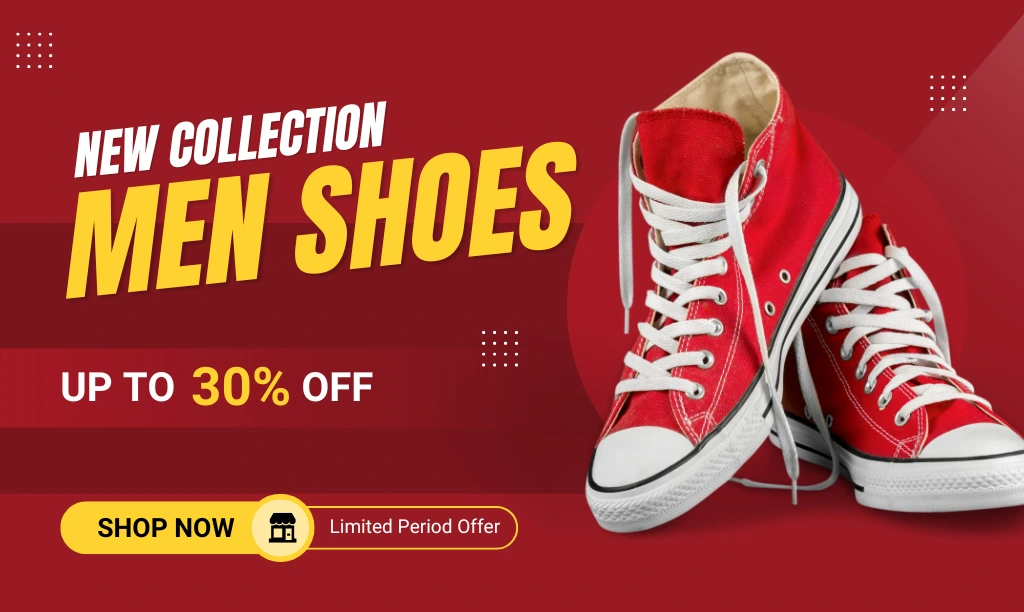 NEW COLLECTION
MEN SHOES
UP TO 30% OFF
SHOP NOW
Limited Period Offer